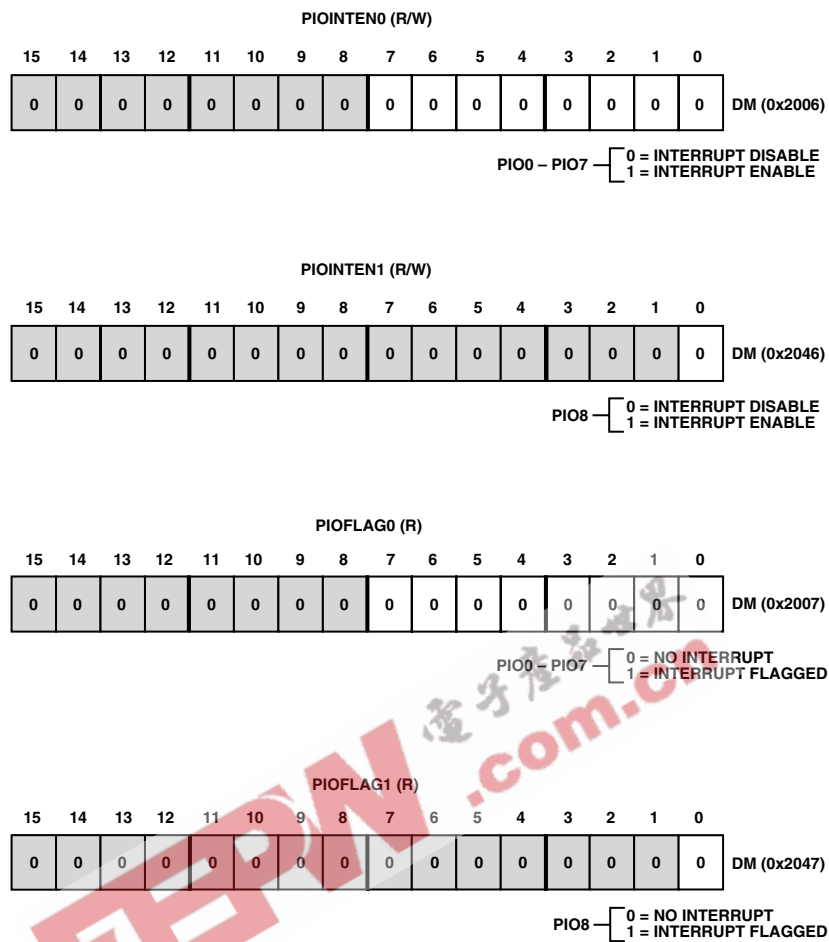 PIOINTEN0 (R/W)
15 14 13 12 11 10 9 8 7 6 5 4 3 2 1 0
0 0 0 0 0 0 0 0 0 0 0 0 0 0 0 0 DM (0x2006)
PIO0 – PIO7 0 = INTERRUPT DISABLE
1 = INTERRUPT ENABLE
PIOINTEN1 (R/W)
15 14 13 12 11 10 9 8 7 6 5 4 3 2 1 0
0 0 0 0 0 0 0 0 0 0 0 0 0 0 0 0 DM (0x2046)
PIO8 0 = INTERRUPT DISABLE
1 = INTERRUPT ENABLE
PIOFLAG0 (R)
15 14 13 12 11 10 9 8 7 6 5 4 3 2 1 0
0 0 0 0 0 0 0 0 0 0 0 0 0 0 0 0 DM (0x2007)
PIO0 – PIO7 0 = NO INTERRUPT
1 = INTERRUPT FLAGGED
電子產品世界
.com.cn
PIOFLAG1 (R)
15 14 13 12 11 10 9 8 7 6 5 4 3 2 1 0
0 0 0 0 0 0 0 0 0 0 0 0 0 0 0 0 DM (0x2047)
PIO8 0 = NO INTERRUPT
1 = INTERRUPT FLAGGED